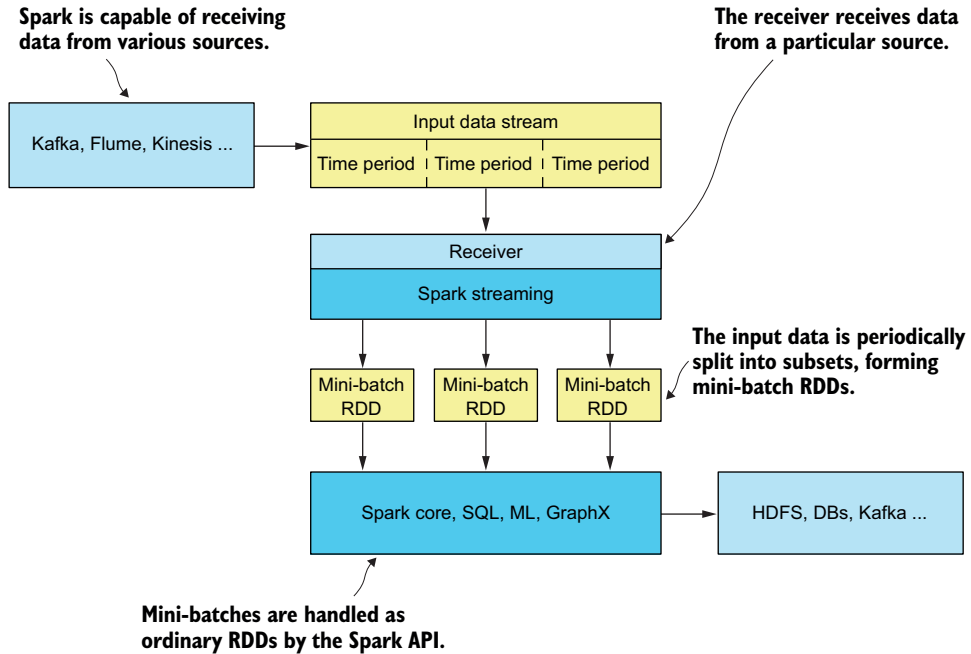 Spark is capable of receiving
data from various sources.
The receiver receives data
from a particular source.
Kafka, Flume, Kinesis ...
Input data stream
Time period
Time period
Time period
Receiver
Spark streaming
The input data is periodically
split into subsets, forming
mini-batch RDDs.
Mini-batch
RDD
Mini-batch
RDD
Mini-batch
RDD
Spark core, SQL, ML, GraphX
HDFS, DBs, Kafka ...
Mini-batches are handled as
ordinary RDDs by the Spark API.